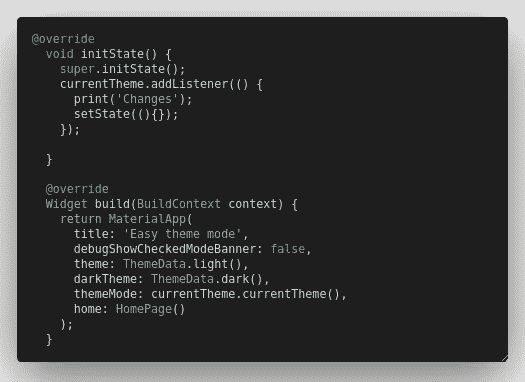 @override
  void initState() {
    super.initState();
    currentTheme.addListener(() {
      print('Changes');
      setState((){});
    });

  }

  @override
  Widget build(BuildContext context) {
    return MaterialApp(
      title: 'Easy theme mode',
      debugShowCheckedModeBanner: false,
      theme: ThemeData.light(),
      darkTheme: ThemeData.dark(),
      themeMode: currentTheme.currentTheme(),
      home: HomePage()
    );
  }